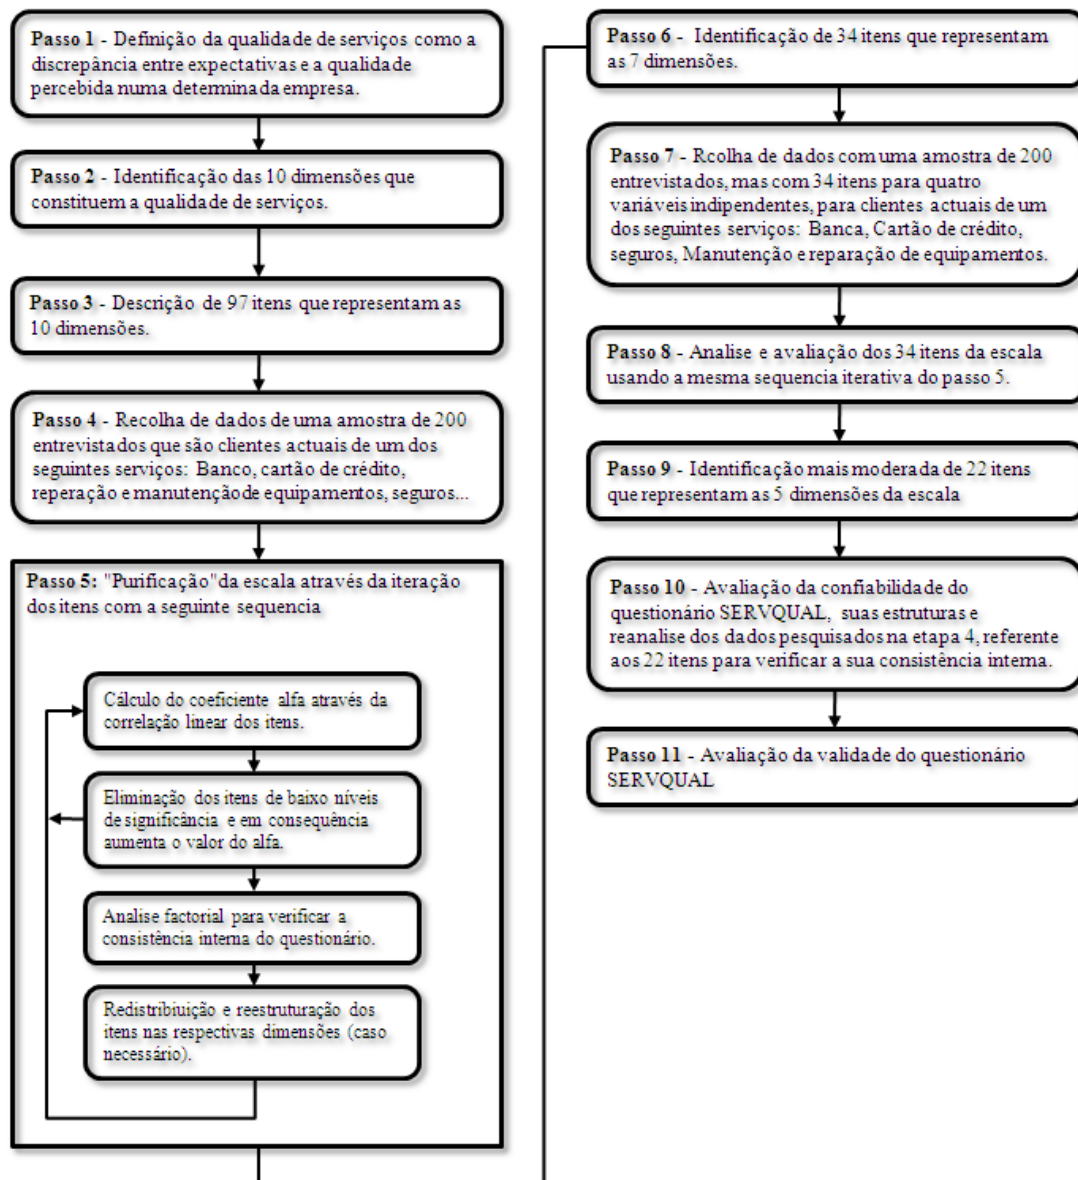 Passo 1 - Definição da qualidade de serviços como a
discrepância entre expectativas e a qualidade
percebida numa determinada empresa.
Passo 2 - Identificação das 10 dimensões que
constituem a qualidade de serviços.
Passo 3 - Descrição de 97 itens que representam as
10 dimensões.
Passo 4 - Recolha de dados de uma amostra de 200
entrevistados que são clientes actuais de um dos
seguintes serviços: Banco, cartão de crédito,
reperação e manutençãode equipamentos, seguros...
Passo 5: "Purificação"da escala através da iteração
dos itens com a seguinte sequencia
Cálculo do coeficiente alfa através da
correlação linear dos itens.
Eliminação dos itens de baixo níveis
de significância e em consequência
aumenta o valor do alfa.
Analise factorial para verificar a
consistência interna do questionário.
Redistribiuição e reestruturação dos
itens nas respectivas dimensões (caso
necessário).
Passo 6 - Identificação de 34 itens que representam
as 7 dimensões.
Passo 7 - Rcolha de dados com uma amostra de 200
entrevistados, mas com 34 itens para quatro
variáveis indipendentes, para clientes actuais de um
dos seguintes serviços: Banca, Cartão de crédito,
seguros, Manutenção e reparação de equipamentos.
Passo 8 - Analise e avaliação dos 34 itens da escala
usando a mesma sequencia iterativa do passo 5.
Passo 9 - Identificação mais moderada de 22 itens
que representam as 5 dimensões da escala
Passo 10 - Avaliação da confiabilidade do
questionário SERVQUAL, suas estruturas e
reanalise dos dados pesquisados na etapa 4, referente
aos 22 itens para verificar a sua consistência interna.
Passo 11 - Avaliação da validade do questionário
SERVQUAL